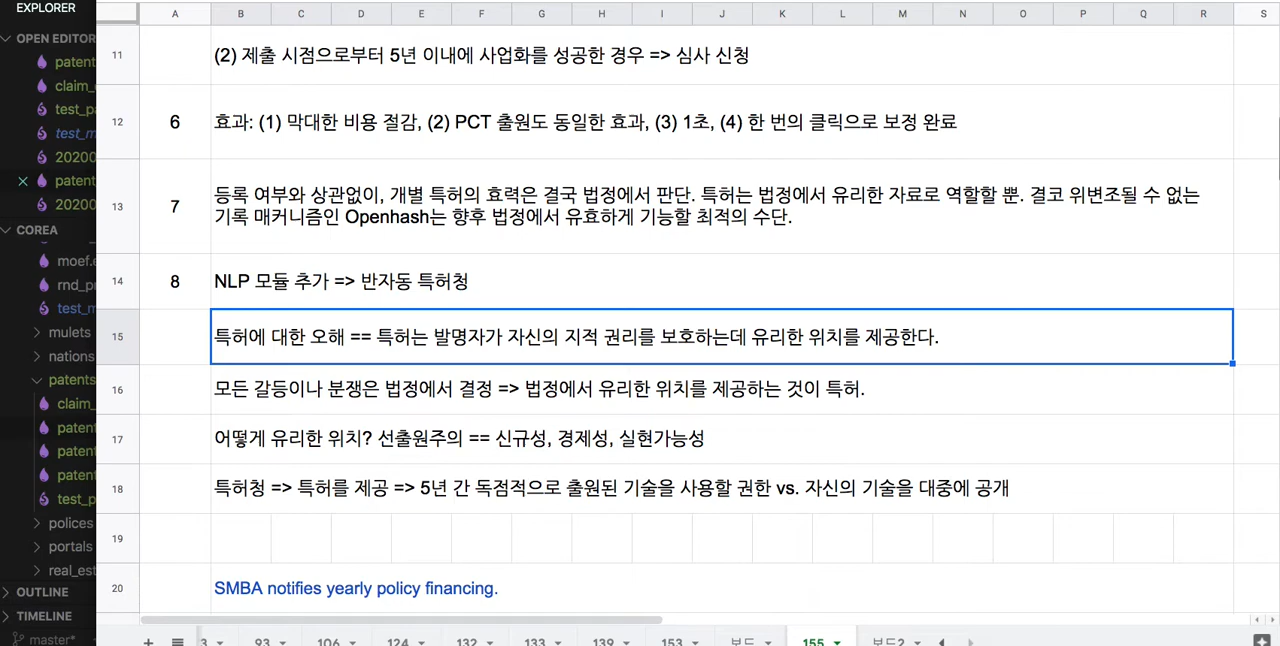 EXPLORER
OPEN EDITOR
patent
claim_
test_pa
test_m
20200
patent
20200
COREA
moef.e
rnd_pr
test_m
mulets
nations
patents
claim_
patent
patent
patent
test_p
polices
portals
real_est
OUTLINE
TIMELINE
master*
A B C D E F G H I J K L M N O P Q R S
11 (2) 제출 시점으로부터 5년 이내에 사업화를 성공한 경우 => 심사 신청
12 6 효과: (1) 막대한 비용 절감, (2) PCT 출원도 동일한 효과, (3) 1초, (4) 한 번의 클릭으로 보정 완료
13 7 등록 여부와 상관없이, 개별 특허의 효력은 결국 법정에서 판단. 특허는 법정에서 유리한 자료로 역할할 뿐. 결코 위변조될 수 없는
기록 매커니즘인 Openhash는 향후 법정에서 유효하게 기능할 최적의 수단.
14 8 NLP 모듈 추가 => 반자동 특허청
15 특허에 대한 오해 == 특허는 발명자가 자신의 지적 권리를 보호하는데 유리한 위치를 제공한다.
16 모든 갈등이나 분쟁은 법정에서 결정 => 법정에서 유리한 위치를 제공하는 것이 특허.
17 어떻게 유리한 위치? 선출원주의 == 신규성, 경제성, 실현가능성
18 특허청 => 특허를 제공 => 5년 간 독점적으로 출원된 기술을 사용할 권한 vs. 자신의 기술을 대중에 공개
19
20 SMBA notifies yearly policy financing.
3 93 106 124 132 133 139 153 보드 155 보드2